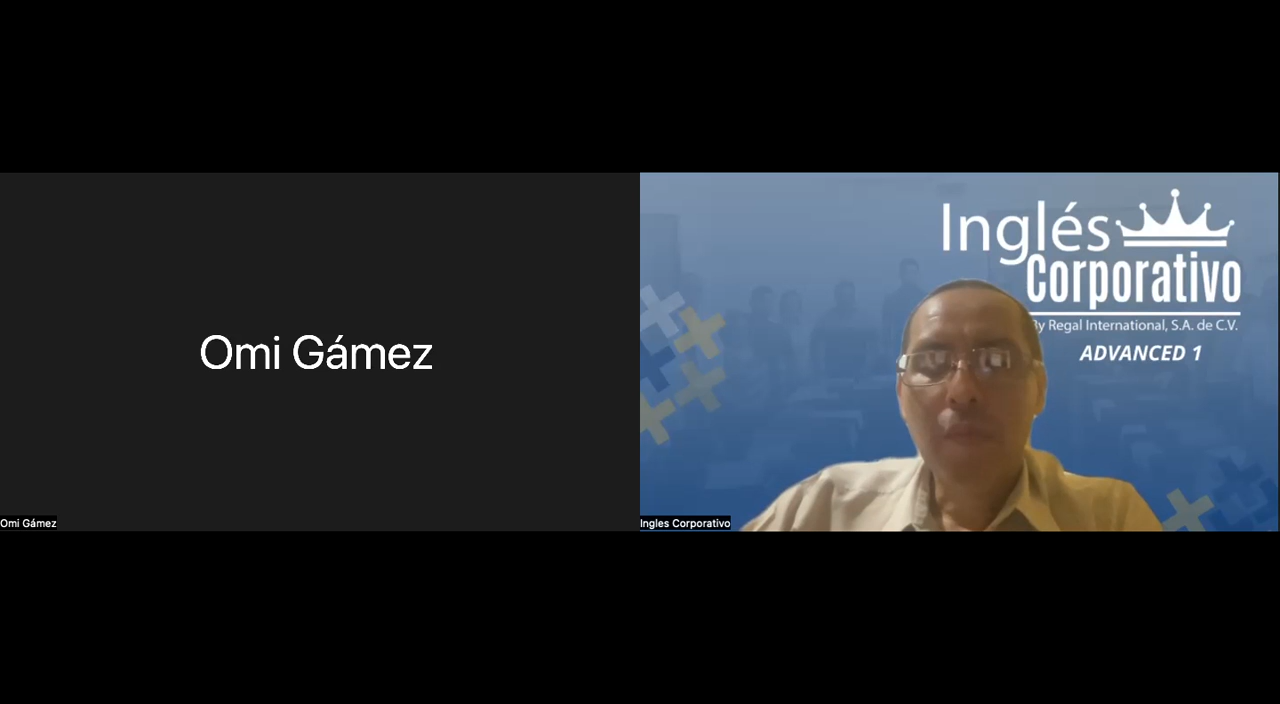 Omi Gámez
Omi Gámez
Inglés
Corporativo
By Regal International, S.A. de C.V.
ADVANCED 1
Ingles Corporativo